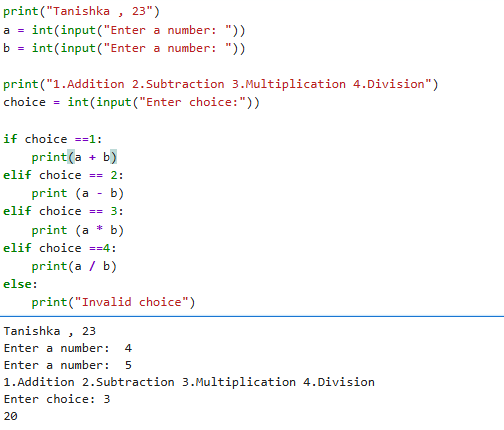 print("Tanishka , 23")
a = int(input("Enter a number: "))
b = int(input("Enter a number: "))
print("1.Addition 2.Subtraction 3.Multiplication 4.Division")
choice = int(input("Enter choice:"))
if choice ==1:
    print(a + b)
elif choice == 2:
    print (a - b)
elif choice == 3:
    print (a * b)
elif choice ==4:
    print(a / b)
else:
    print("Invalid choice")
Tanishka , 23
Enter a number:  4
Enter a number:  5
1.Addition 2.Subtraction 3.Multiplication 4.Division
Enter choice: 3
20